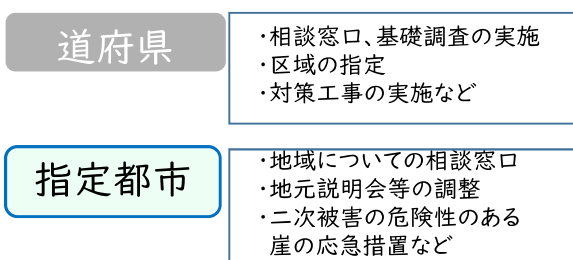 道府県
・相談窓口、基礎調査の実施
・区域の指定
・対策工事の実施など
指定都市
・地域についての相談窓口
・地元説明会等の調整
・二次被害の危険性のある
崖の応急措置など